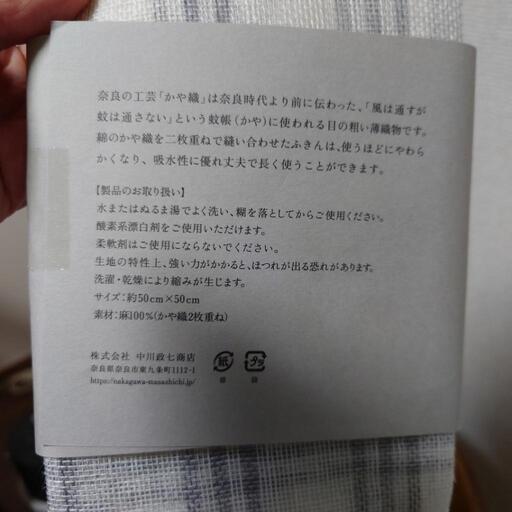 奈良の工芸「かや織」は奈良時代より前に伝わった、「風は通すが
蚊は通さない」という蚊帳（かや）に使われる目の粗い薄織物です。
綿のかや織を二枚重ねで縫い合わせたふきんは、使うほどにやわら
かくなり、吸水性に優れ丈夫で長く使うことができます。
【製品のお取り扱い】
水またはぬるま湯でよく洗い、糊を落としてからご使用ください。
酸素系漂白剤をご使用いただけます。
柔軟剤はご使用にならないでください。
生地の特性上、強い力がかかると、ほつれが出る恐れがあります。
洗濯・乾燥により縮みが生じます。
サイズ：約50cm×50cm
素材：麻100％（かや織2枚重ね）
株式会社 中川政七商店
奈良県奈良市東九条町1112-1
https://nakagawa-masashichi.jp/
紙
プラ